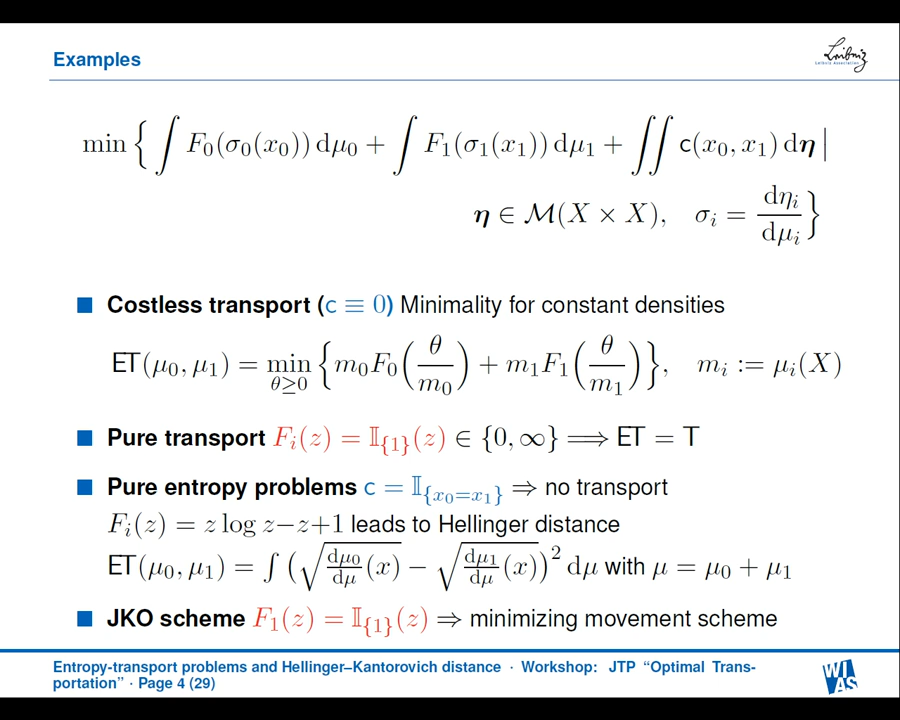 Examples
Leibniz
Leibniz Association
min { ∫ F₀(σ₀(x₀)) dμ₀ + ∫ F₁(σ₁(x₁)) dμ₁ + ∬ c(x₀, x₁) d𝜼 |
𝜼 ∈ ℳ(X × X), σᵢ = dηᵢ/dμᵢ }
■ Costless transport (c ≡ 0) Minimality for constant densities
ET(μ₀, μ₁) = min_{θ≥0} { m₀F₀(θ/m₀) + m₁F₁(θ/m₁) }, mᵢ := μᵢ(X)
■ Pure transport Fᵢ(z) = 𝕀_{1}(z) ∈ {0, ∞} ⟹ ET = T
■ Pure entropy problems c = 𝕀_{x₀=x₁} ⇒ no transport
Fᵢ(z) = z log z−z+1 leads to Hellinger distance
ET(μ₀, μ₁) = ∫ (√(dμ₀/dμ (x)) − √(dμ₁/dμ (x)))² dμ with μ = μ₀ + μ₁
■ JKO scheme F₁(z) = 𝕀_{1}(z) ⇒ minimizing movement scheme
Entropy-transport problems and Hellinger–Kantorovich distance · Workshop: JTP “Optimal Trans-
portation” · Page 4 (29)
WIAS